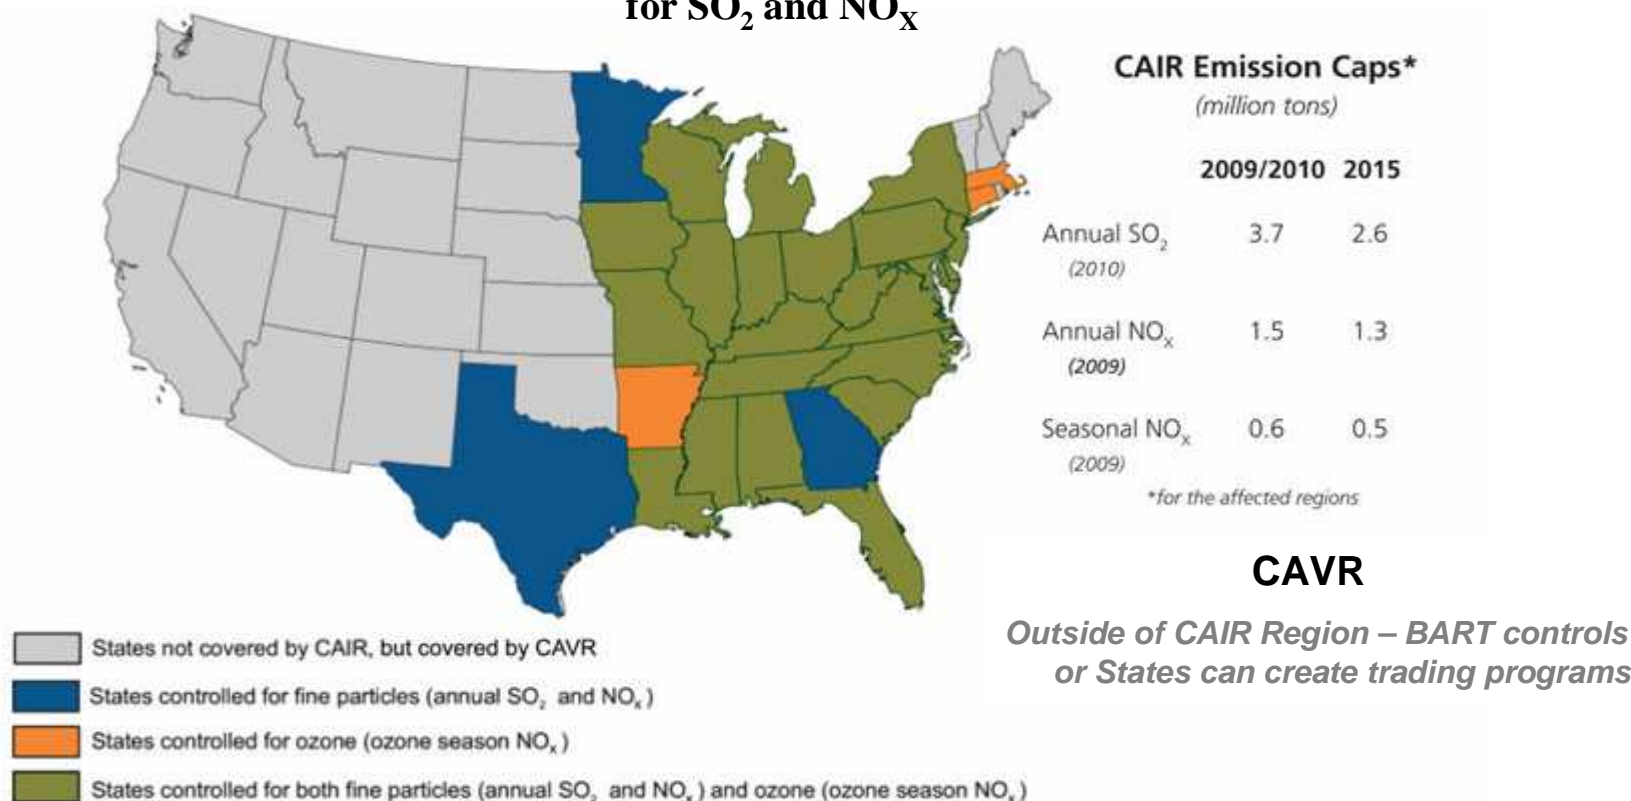 for SO₂ and NOX
CAIR Emission Caps*
(million tons)
2009/2010 2015
Annual SO₂ 3.7 2.6
(2010)
Annual NOₓ 1.5 1.3
(2009)
Seasonal NOₓ 0.6 0.5
(2009)
*for the affected regions
CAVR
Outside of CAIR Region – BART controls
or States can create trading programs
States not covered by CAIR, but covered by CAVR
States controlled for fine particles (annual SO₂ and NOₓ)
States controlled for ozone (ozone season NOₓ)
States controlled for both fine particles (annual SO₂ and NOₓ) and ozone (ozone season NOₓ)